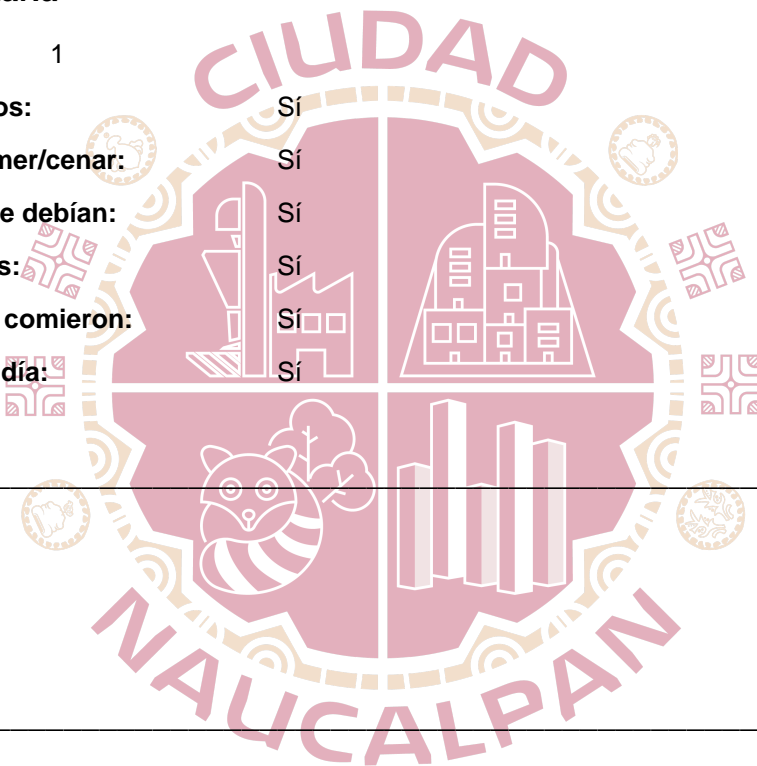 CIUDAD
1
os: Sí
mer/cenar: Sí
e debían: Sí
s: Sí
comieron: Sí
día: Sí
NAUCALPAN